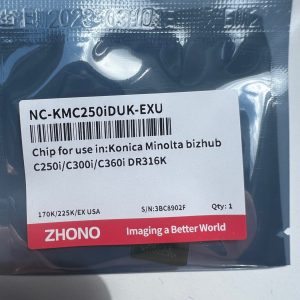 NC-KMC250iDUK-EXU
Chip for use in:Konica Minolta bizhub
C250i/C300i/C360i DR316K
170K/225K/EX USA
S/N:3BC8902F
Qty: 1
ZHONO
Imaging a Better World